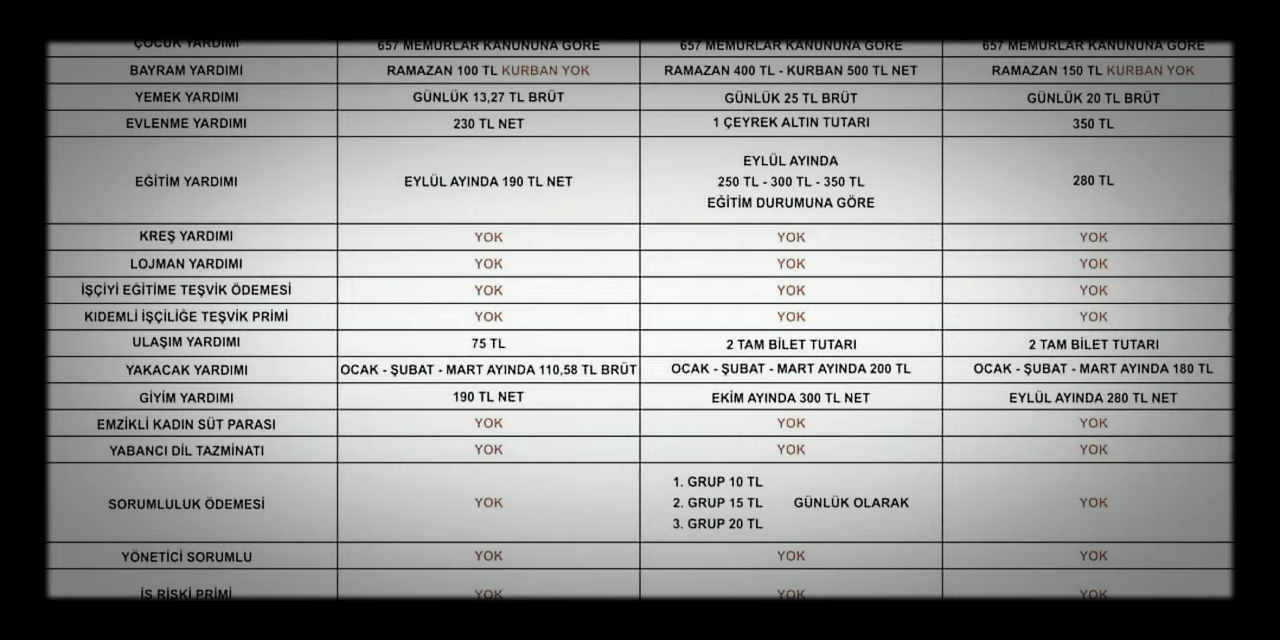 ÇOCUK YARDIMI 657 MEMURLAR KANUNUNA GÖRE 657 MEMURLAR KANUNUNA GÖRE 657 MEMURLAR KANUNUNA GÖRE
BAYRAM YARDIMI RAMAZAN 100 TL KURBAN YOK RAMAZAN 400 TL - KURBAN 500 TL NET RAMAZAN 150 TL KURBAN YOK
YEMEK YARDIMI GÜNLÜK 13,27 TL BRÜT GÜNLÜK 25 TL BRÜT GÜNLÜK 20 TL BRÜT
EVLENME YARDIMI 230 TL NET 1 ÇEYREK ALTIN TUTARI 350 TL
EĞİTİM YARDIMI EYLÜL AYINDA 190 TL NET EYLÜL AYINDA
250 TL - 300 TL - 350 TL
EĞİTİM DURUMUNA GÖRE 280 TL
KREŞ YARDIMI YOK YOK YOK
LOJMAN YARDIMI YOK YOK YOK
İŞÇİYİ EĞİTİME TEŞVİK ÖDEMESİ YOK YOK YOK
KIDEMLİ İŞÇİLİĞE TEŞVİK PRİMİ YOK YOK YOK
ULAŞIM YARDIMI 75 TL 2 TAM BİLET TUTARI 2 TAM BİLET TUTARI
YAKACAK YARDIMI OCAK - ŞUBAT - MART AYINDA 110,58 TL BRÜT OCAK - ŞUBAT - MART AYINDA 200 TL OCAK - ŞUBAT - MART AYINDA 180 TL
GİYİM YARDIMI 190 TL NET EKİM AYINDA 300 TL NET EYLÜL AYINDA 280 TL NET
EMZİKLİ KADIN SÜT PARASI YOK YOK YOK
YABANCI DİL TAZMİNATI YOK YOK YOK
SORUMLULUK ÖDEMESİ YOK 1. GRUP 10 TL
2. GRUP 15 TL GÜNLÜK OLARAK
3. GRUP 20 TL YOK
YÖNETİCİ SORUMLU YOK YOK YOK
İŞ RİSKİ PRİMİ YOK YOK YOK